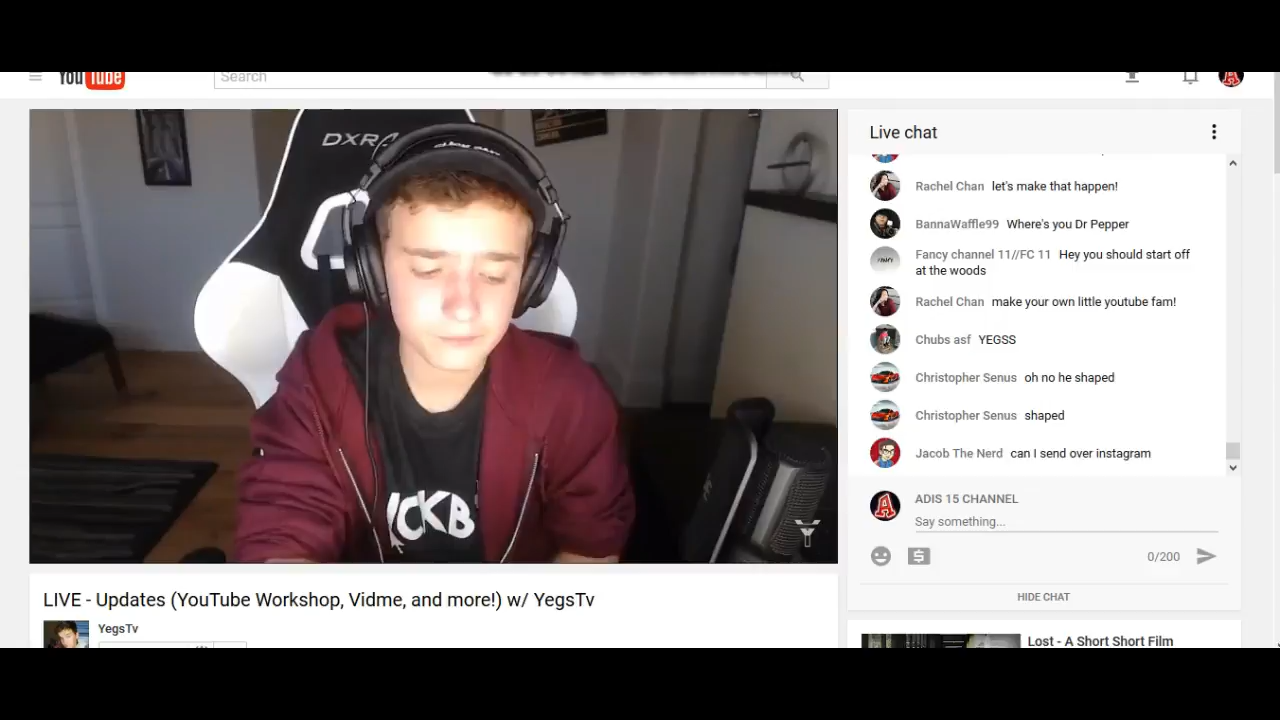 YouTube
Search
DXR
Live chat
Rachel Chan let's make that happen!
BannaWaffle99 Where's you Dr Pepper
Fancy channel 11//FC 11 Hey you should start off
at the woods
Rachel Chan make your own little youtube fam!
Chubs asf YEGSS
Christopher Senus oh no he shaped
Christopher Senus shaped
Jacob The Nerd can I send over instagram
ICKB
ADIS 15 CHANNEL
Say something...
0/200
HIDE CHAT
LIVE - Updates (YouTube Workshop, Vidme, and more!) w/ YegsTv
YegsTv
Lost - A Short Short Film